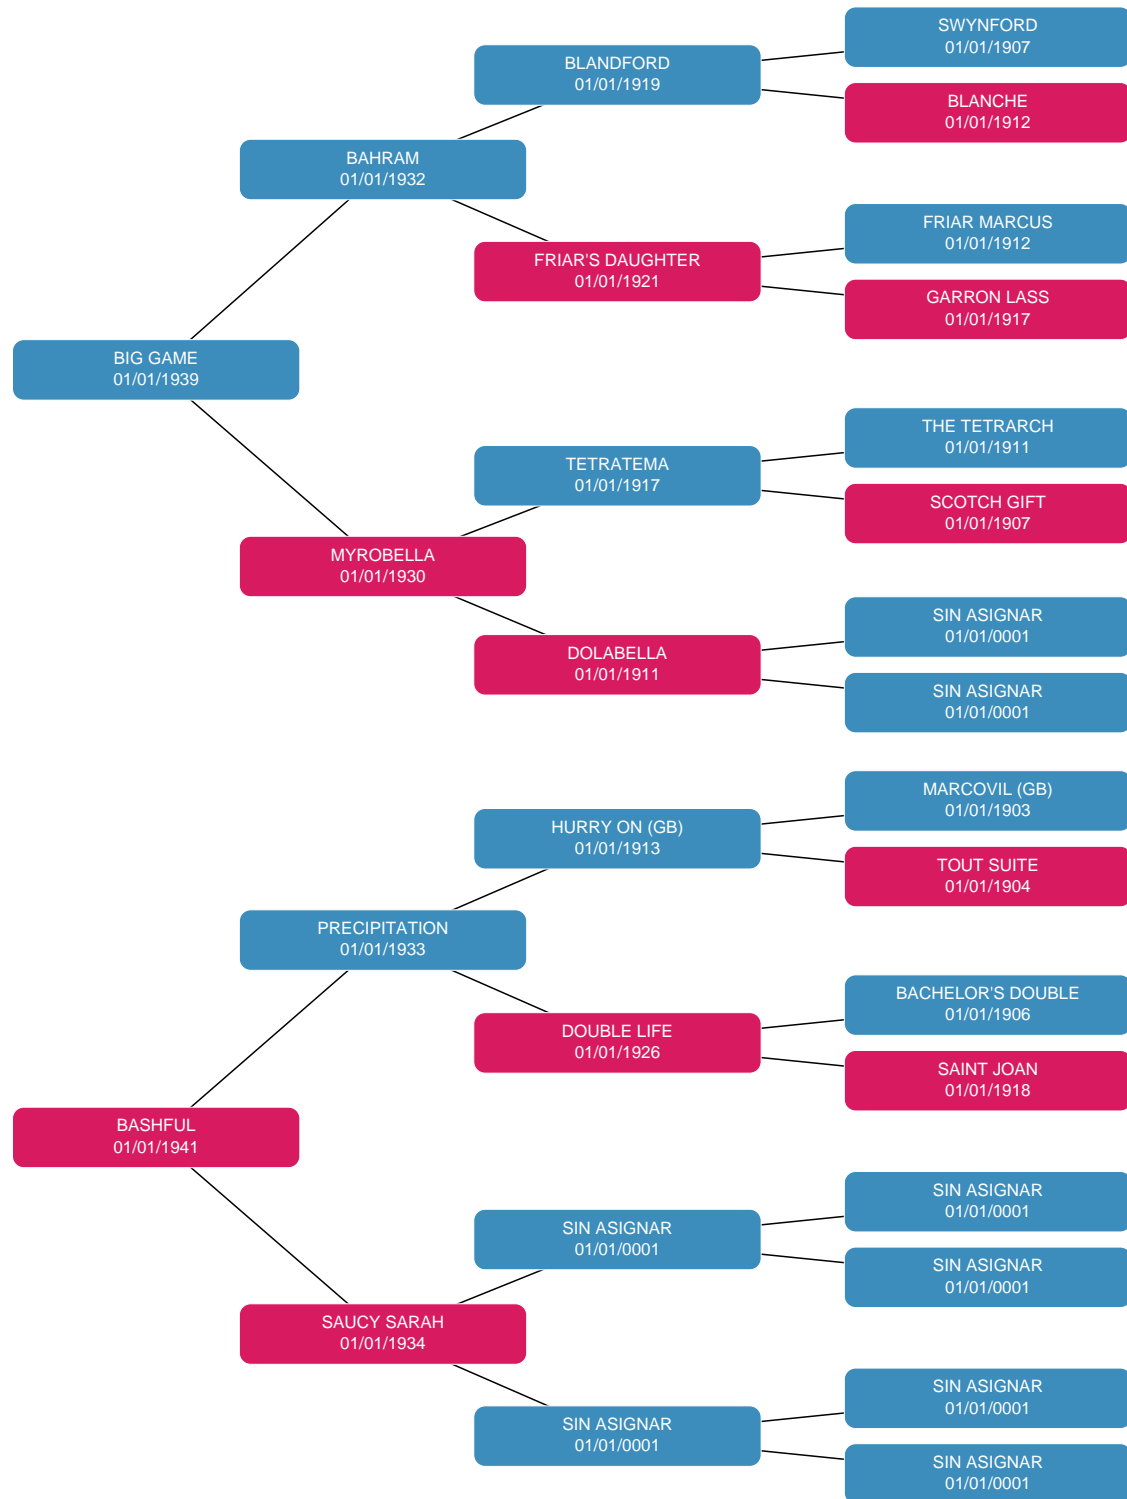 SWYNFORD
01/01/1907
BLANDFORD
01/01/1919
BLANCHE
01/01/1912
BAHRAM
01/01/1932
FRIAR MARCUS
01/01/1912
FRIAR'S DAUGHTER
01/01/1921
GARRON LASS
01/01/1917
BIG GAME
01/01/1939
THE TETRARCH
01/01/1911
TETRATEMA
01/01/1917
SCOTCH GIFT
01/01/1907
MYROBELLA
01/01/1930
SIN ASIGNAR
01/01/0001
DOLABELLA
01/01/1911
SIN ASIGNAR
01/01/0001
MARCOVIL (GB)
01/01/1903
HURRY ON (GB)
01/01/1913
TOUT SUITE
01/01/1904
PRECIPITATION
01/01/1933
BACHELOR'S DOUBLE
01/01/1906
DOUBLE LIFE
01/01/1926
SAINT JOAN
01/01/1918
BASHFUL
01/01/1941
SIN ASIGNAR
01/01/0001
SIN ASIGNAR
01/01/0001
SIN ASIGNAR
01/01/0001
SAUCY SARAH
01/01/1934
SIN ASIGNAR
01/01/0001
SIN ASIGNAR
01/01/0001
SIN ASIGNAR
01/01/0001